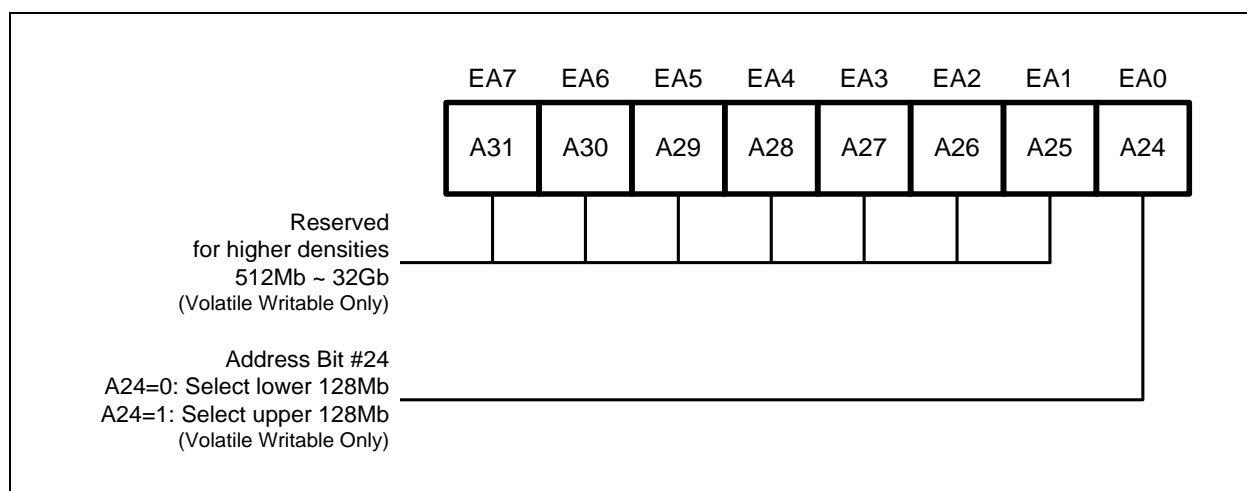 EA7 EA6 EA5 EA4 EA3 EA2 EA1 EA0
A31 A30 A29 A28 A27 A26 A25 A24
Reserved
for higher densities
512Mb ~ 32Gb
(Volatile Writable Only)
Address Bit #24
A24=0: Select lower 128Mb
A24=1: Select upper 128Mb
(Volatile Writable Only)